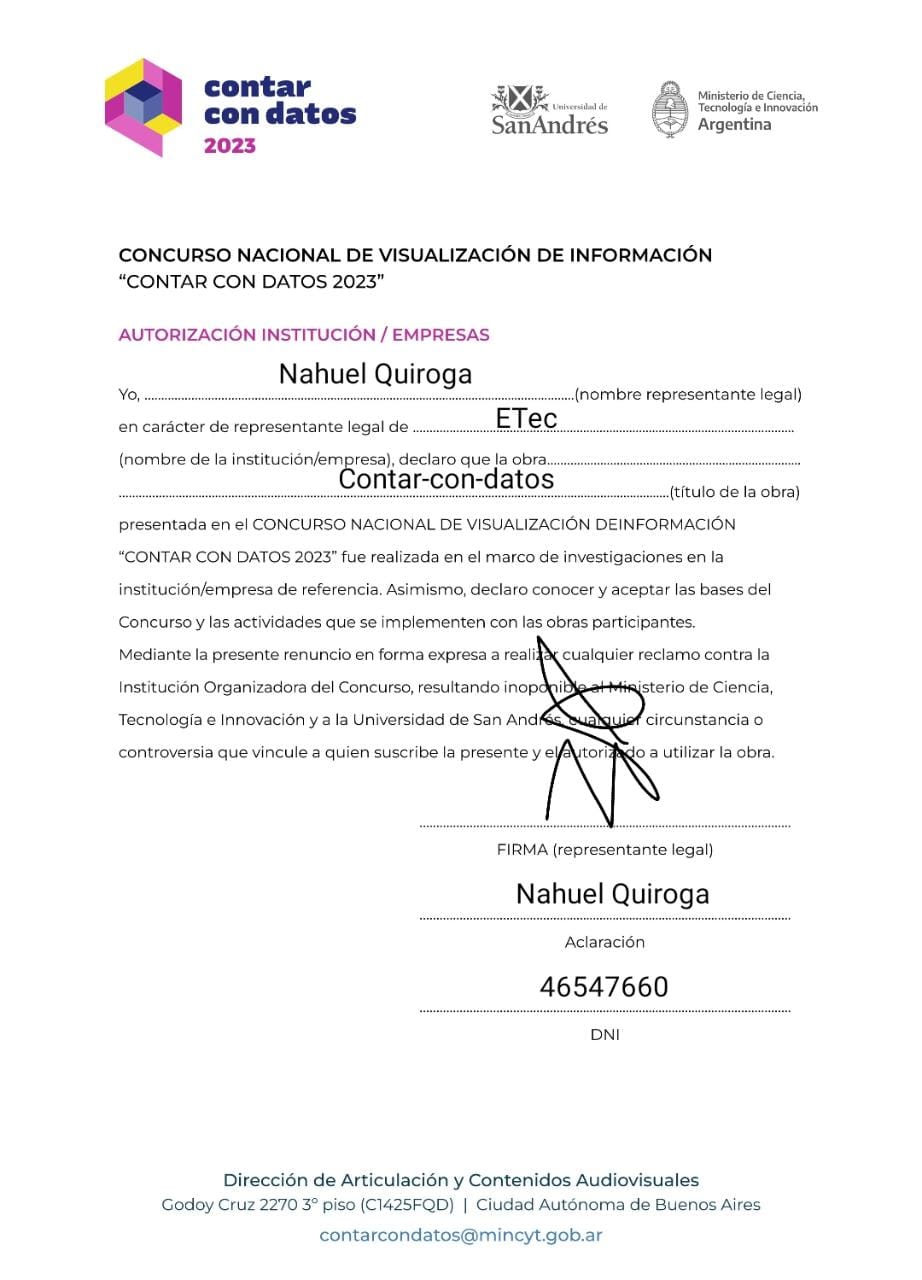 contar
con datos
2023
Universidad de
SanAndrés
Ministerio de Ciencia,
Tecnología e Innovación
Argentina
CONCURSO NACIONAL DE VISUALIZACIÓN DE INFORMACIÓN
“CONTAR CON DATOS 2023”
AUTORIZACIÓN INSTITUCIÓN / EMPRESAS
Yo, Nahuel Quiroga (nombre representante legal)
en carácter de representante legal de ETec
(nombre de la institución/empresa), declaro que la obra
Contar-con-datos (título de la obra)
presentada en el CONCURSO NACIONAL DE VISUALIZACIÓN DEINFORMACIÓN
“CONTAR CON DATOS 2023” fue realizada en el marco de investigaciones en la
institución/empresa de referencia. Asimismo, declaro conocer y aceptar las bases del
Concurso y las actividades que se implementen con las obras participantes.
Mediante la presente renuncio en forma expresa a realizar cualquier reclamo contra la
Institución Organizadora del Concurso, resultando inoponible al Ministerio de Ciencia,
Tecnología e Innovación y a la Universidad de San Andrés, cualquier circunstancia o
controversia que vincule a quien suscribe la presente y el autorizado a utilizar la obra.
FIRMA (representante legal)
Nahuel Quiroga
Aclaración
46547660
DNI
Dirección de Articulación y Contenidos Audiovisuales
Godoy Cruz 2270 3º piso (C1425FQD) | Ciudad Autónoma de Buenos Aires
contarcondatos@mincyt.gob.ar